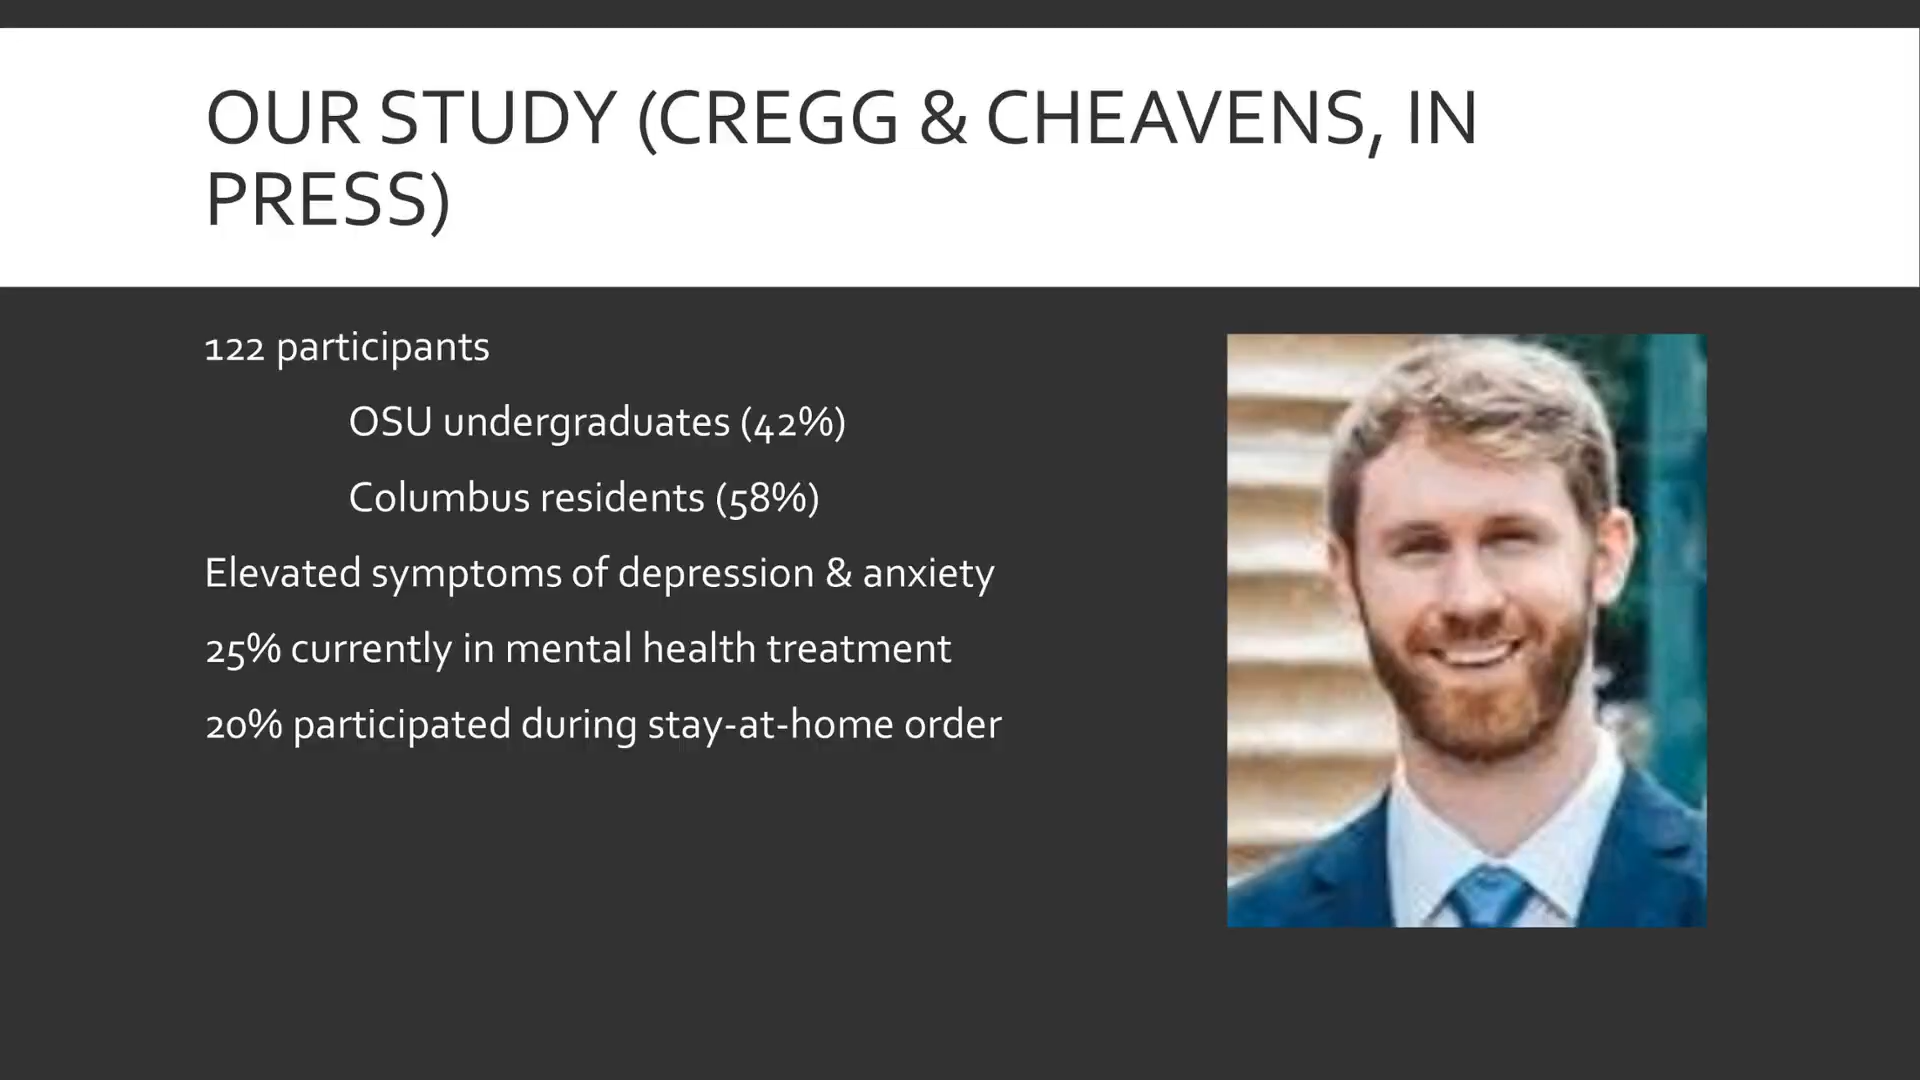 OUR STUDY (CREGG & CHEAVENS, IN
PRESS)
122 participants
OSU undergraduates (42%)
Columbus residents (58%)
Elevated symptoms of depression & anxiety
25% currently in mental health treatment
20% participated during stay-at-home order